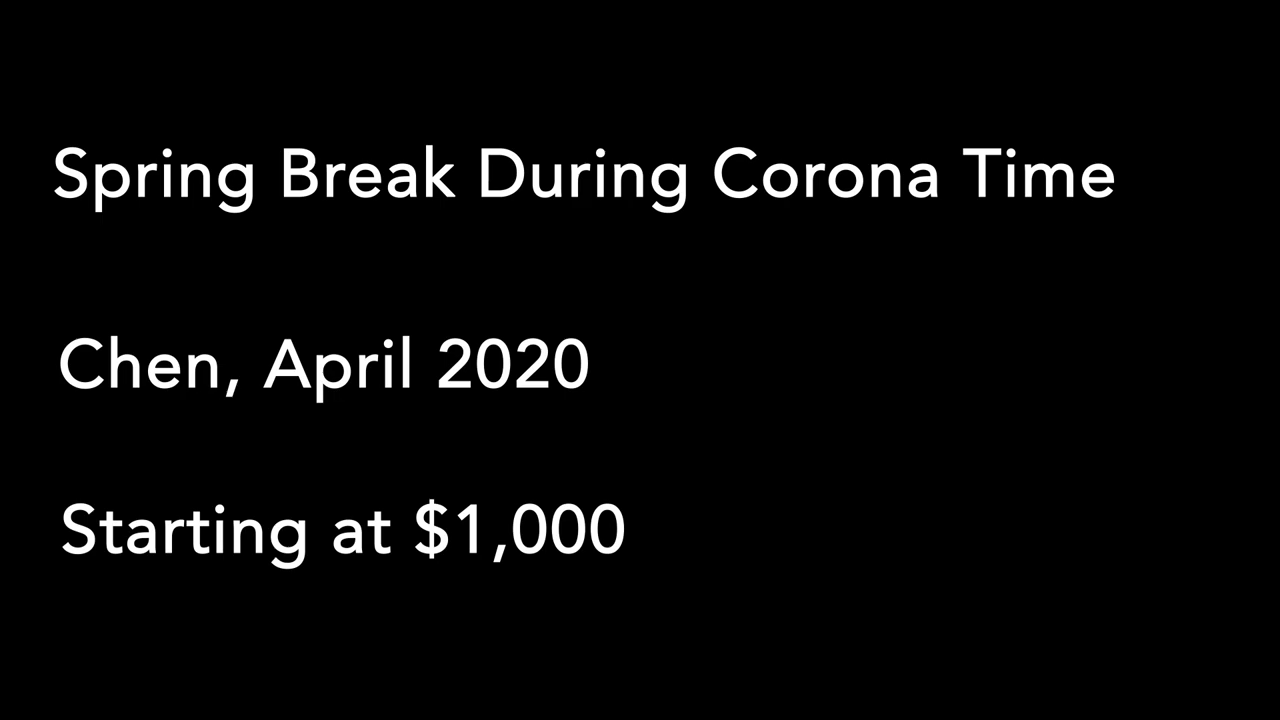 Spring Break During Corona Time
Chen, April 2020
Starting at $1,000